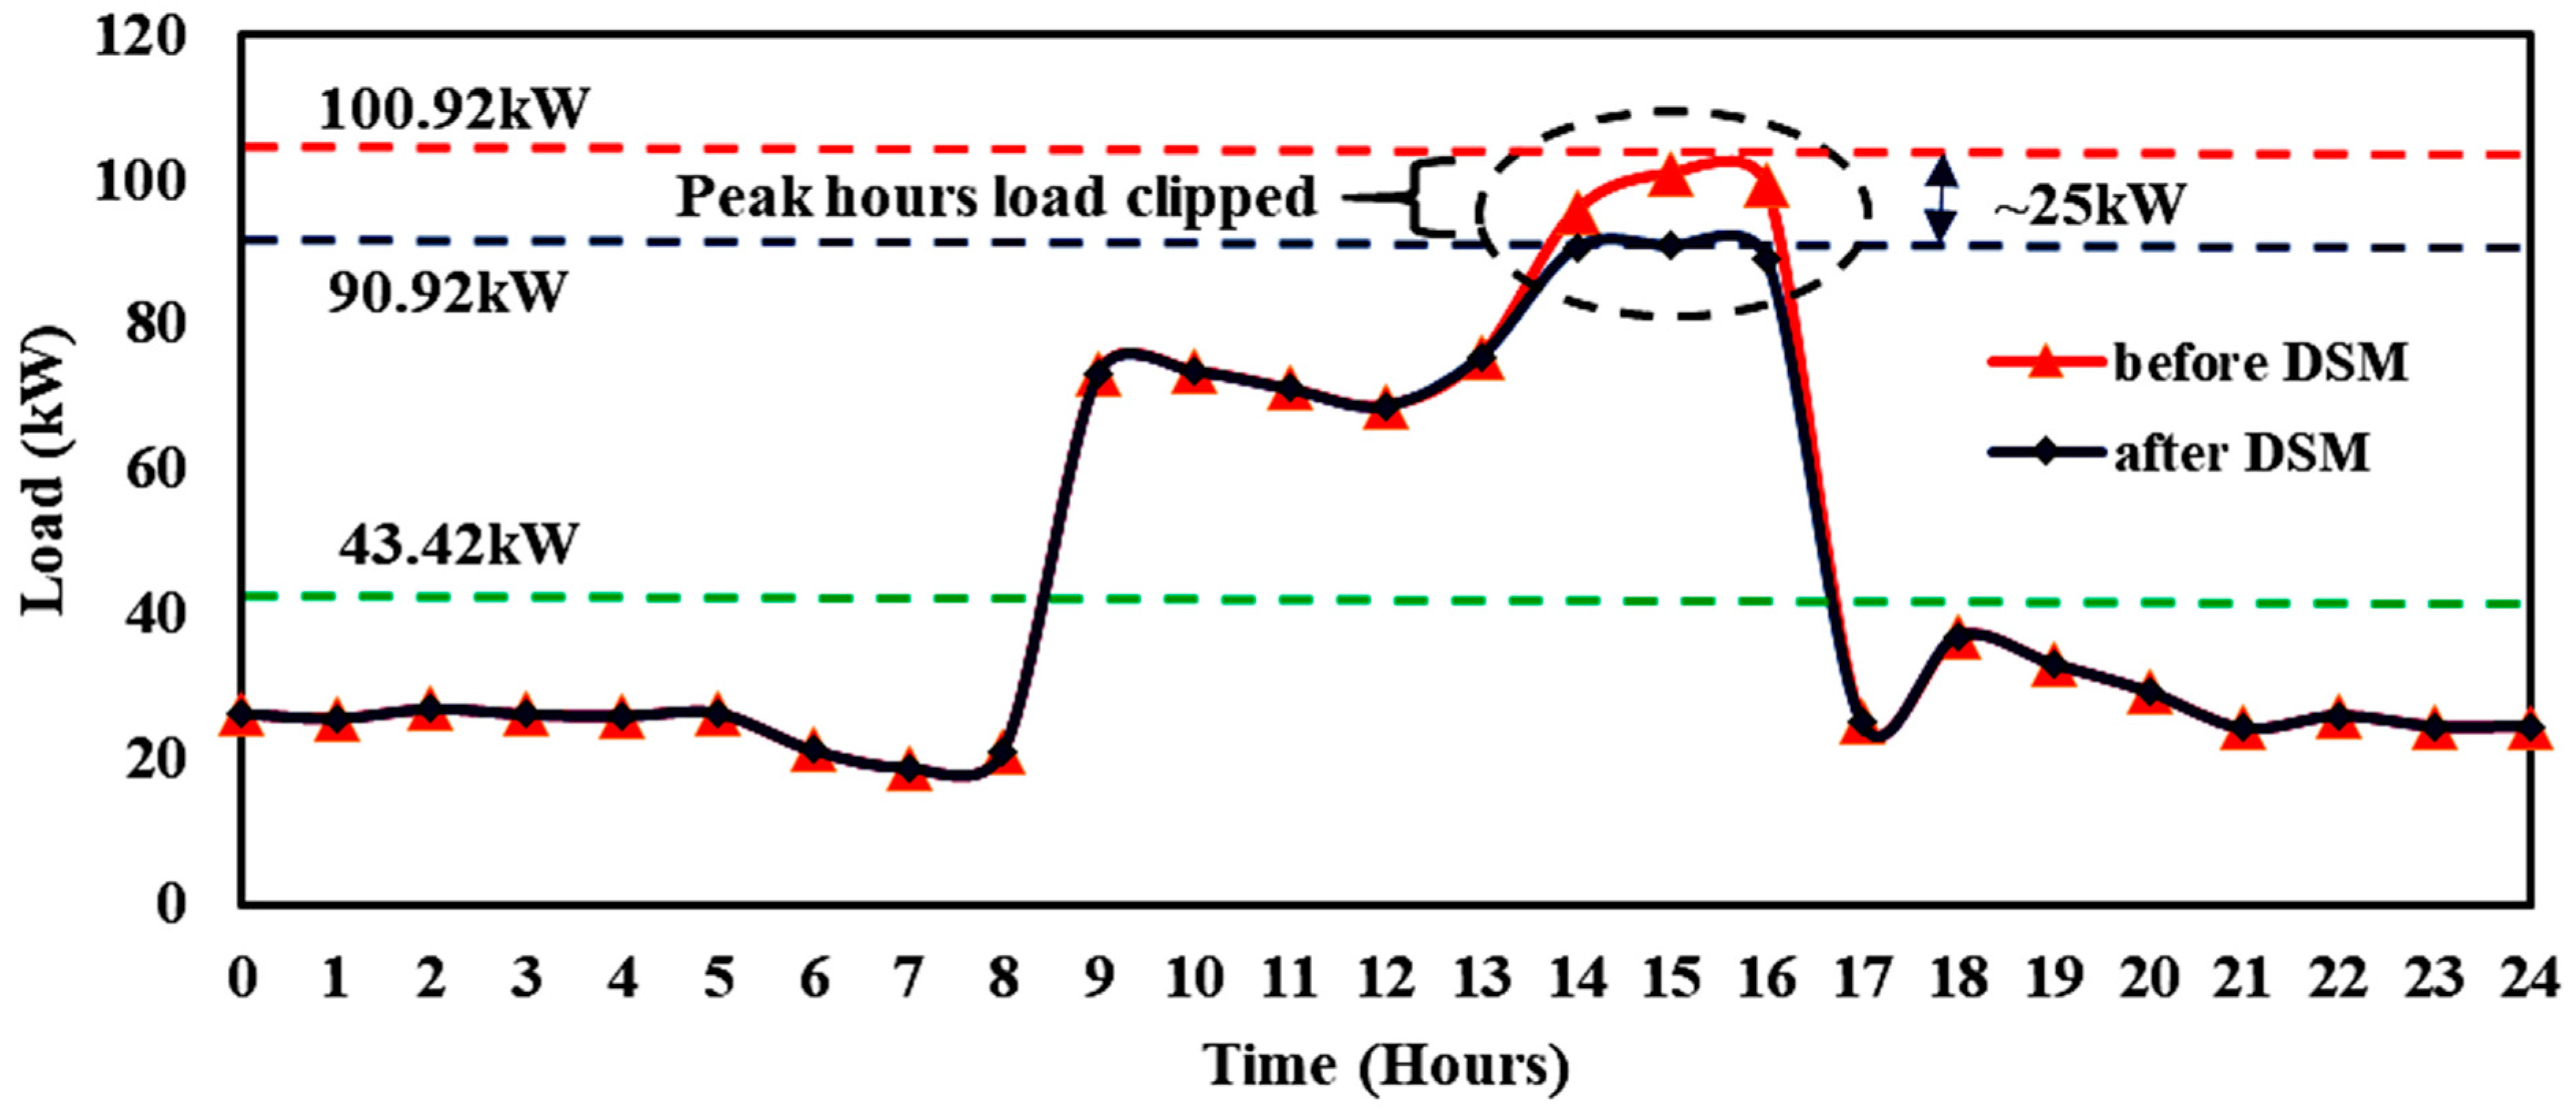 120
100.92kW
100
Peak hours load clipped
~25kW
90.92kW
80
before DSM
after DSM
60
43.42kW
40
20
0
Load (kW)
0 1 2 3 4 5 6 7 8 9 10 11 12 13 14 15 16 17 18 19 20 21 22 23 24
Time (Hours)